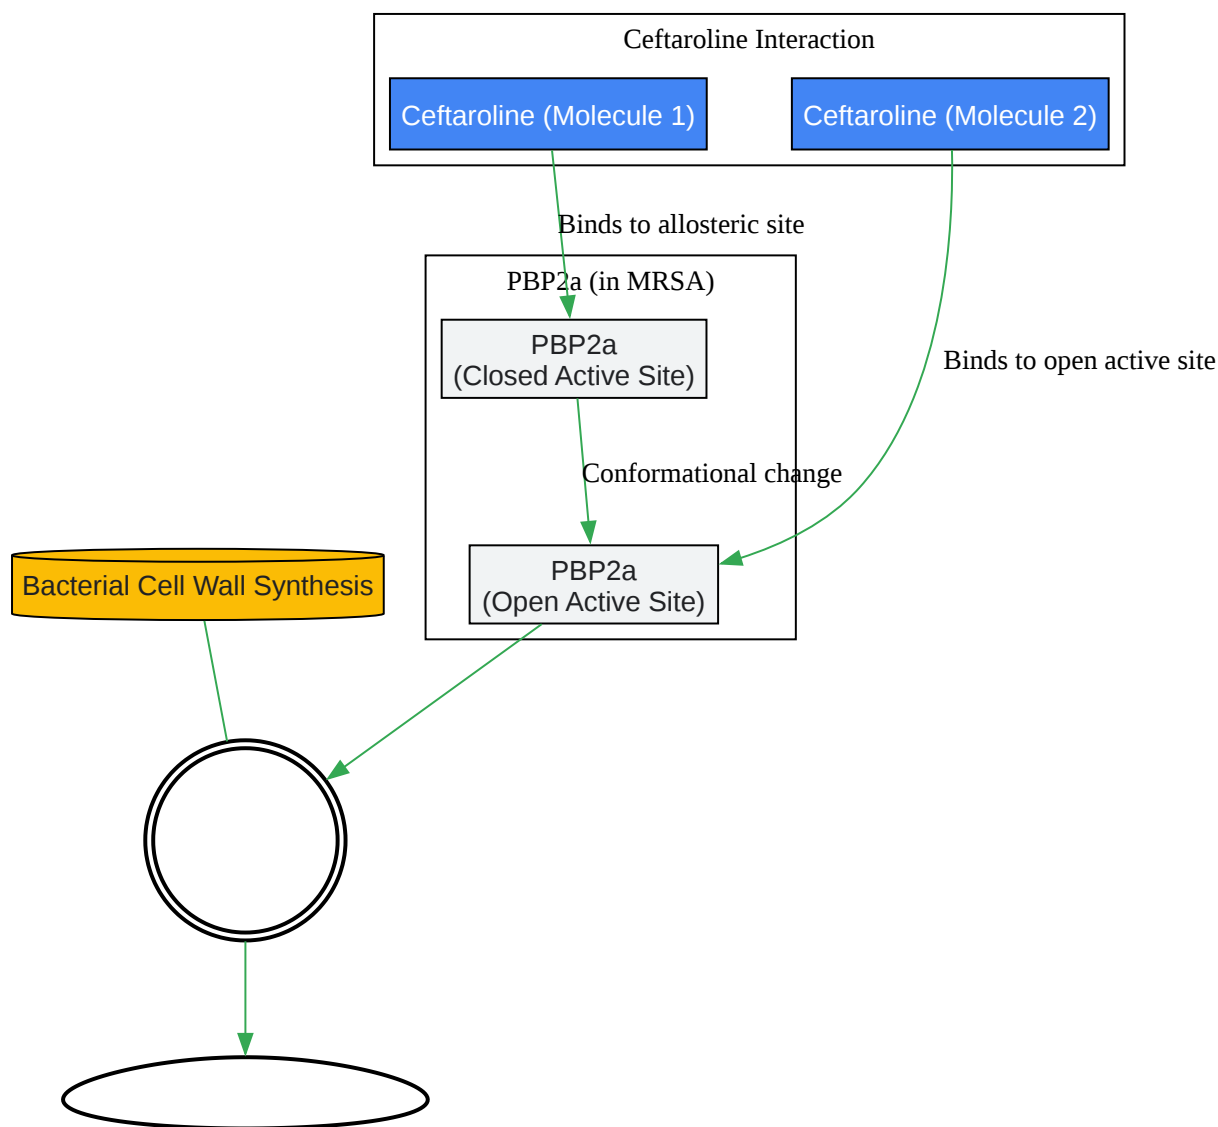 Ceftaroline Interaction
Ceftaroline (Molecule 1)
Ceftaroline (Molecule 2)
Binds to allosteric site
PBP2a (in MRSA)
PBP2a
(Closed Active Site)
Binds to open active site
Conformational change
PBP2a
(Open Active Site)
Bacterial Cell Wall Synthesis